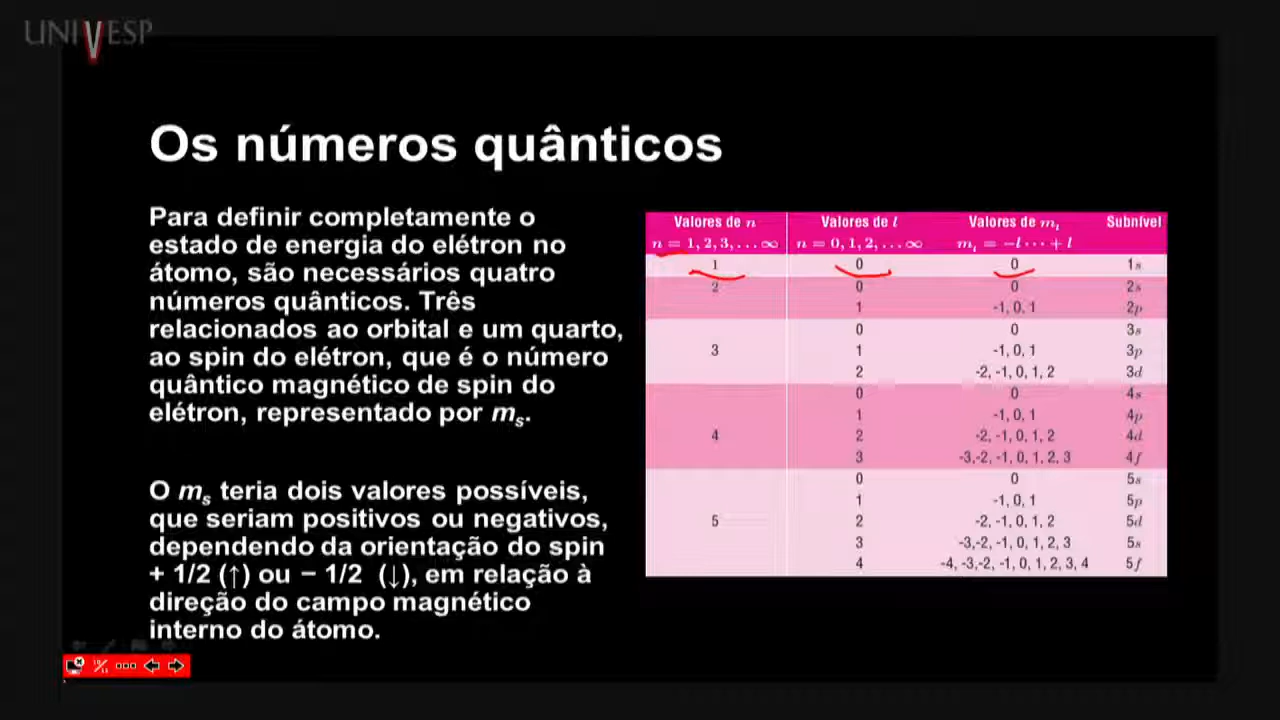 UNIVESP
Os números quânticos
Para definir completamente o
estado de energia do elétron no
átomo, são necessários quatro
números quânticos. Três
relacionados ao orbital e um quarto,
ao spin do elétron, que é o número
quântico magnético de spin do
elétron, representado por mₛ.
O mₛ teria dois valores possíveis,
que seriam positivos ou negativos,
dependendo da orientação do spin
+ 1/2 (↑) ou − 1/2 (↓), em relação à
direção do campo magnético
interno do átomo.
Valores de n Valores de l Valores de mₗ Subnível
n = 1, 2, 3, . . . ∞ n = 0, 1, 2, . . . ∞ mₗ = −l · · · + l
1 0 0 1s
2 0 0 2s
1 -1, 0, 1 2p
0 0 3s
3 1 -1, 0, 1 3p
2 -2, -1, 0, 1, 2 3d
0 0 4s
1 -1, 0, 1 4p
4 2 -2, -1, 0, 1, 2 4d
3 -3,-2, -1, 0, 1, 2, 3 4f
0 0 5s
1 -1, 0, 1 5p
5 2 -2, -1, 0, 1, 2 5d
3 -3,-2, -1, 0, 1, 2, 3 5s
4 -4, -3,-2, -1, 0, 1, 2, 3, 4 5f